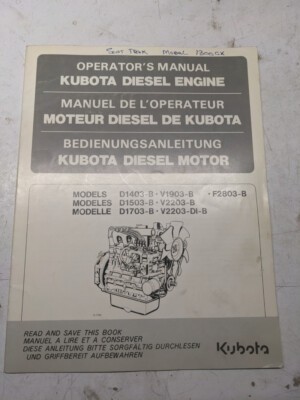 OPERATOR'S MANUAL
KUBOTA DIESEL ENGINE
MANUEL DE L'OPERATEUR
MOTEUR DIESEL DE KUBOTA
BEDIENUNGSANLEITUNG
KUBOTA DIESEL MOTOR
MODELS D1403-B · V1903-B · F2803-B
MODELES D1503-B · V2203-B
MODELLE D1703-B · V2203-DI-B
READ AND SAVE THIS BOOK
MANUEL A LIRE ET A CONSERVER
DIESE ANLEITUNG BITTE SORGFÄLTIG DURCHLESEN
UND GRIFFBEREIT AUFBEWAHREN
Kubota